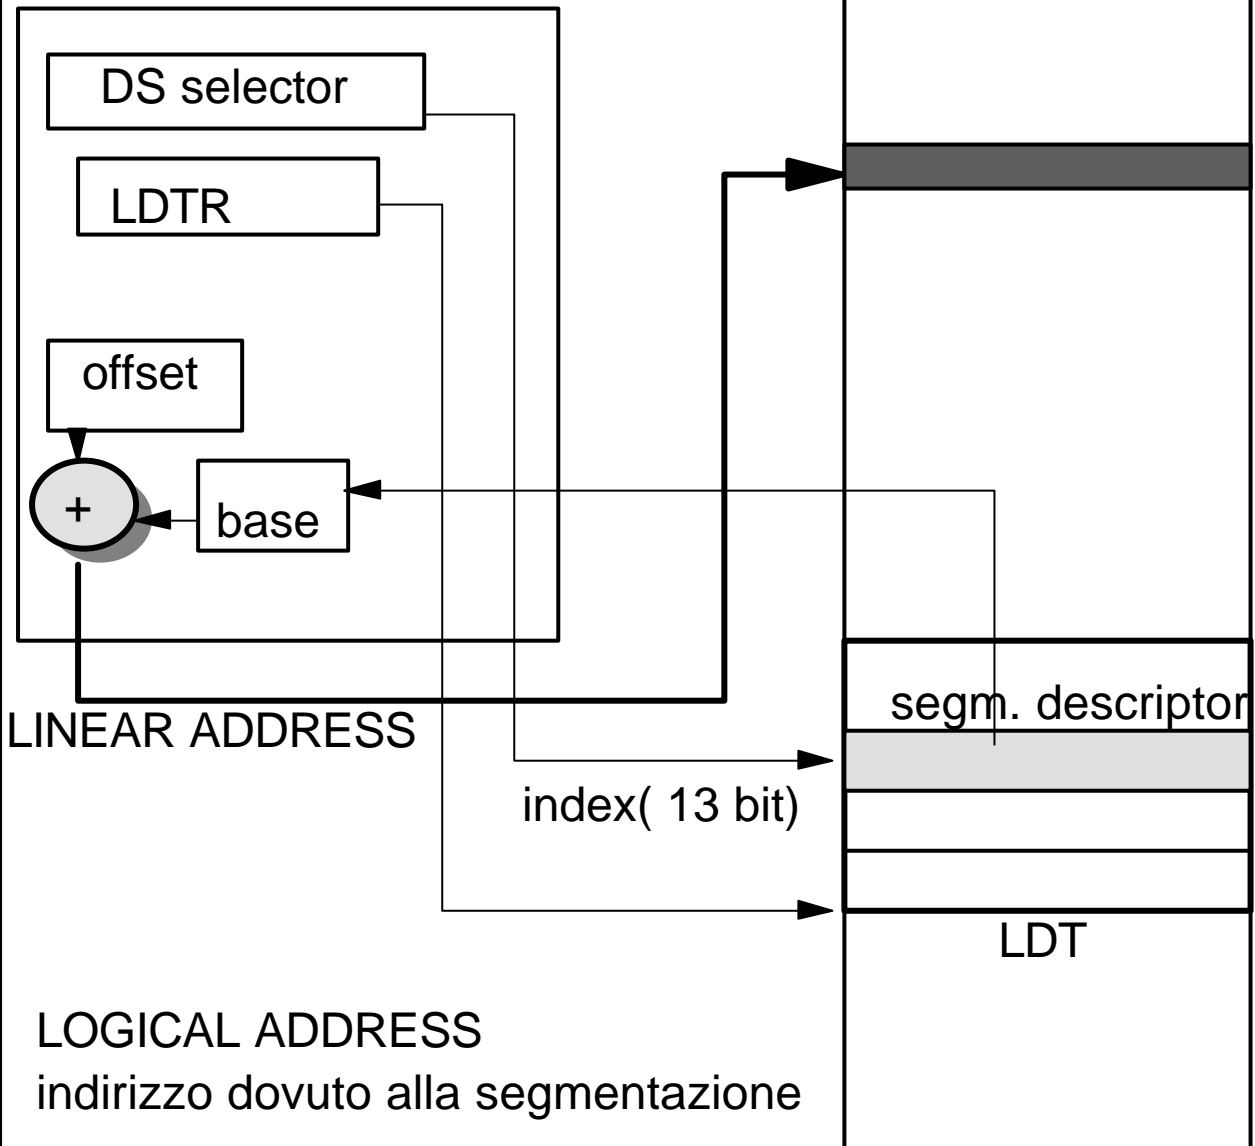 DS selector
LDTR
offset
+
base
segm. descriptor
LINEAR ADDRESS
index( 13 bit)
LDT
LOGICAL ADDRESS
indirizzo dovuto alla segmentazione